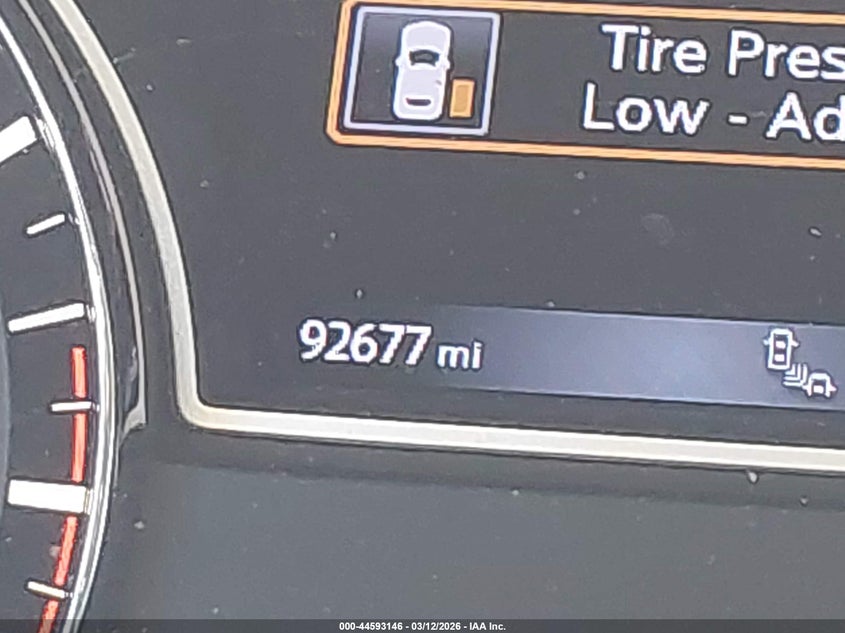 Tire Pres
Low - Ad
92677 mi
000-44593146 - 03/12/2026 - IAA Inc.